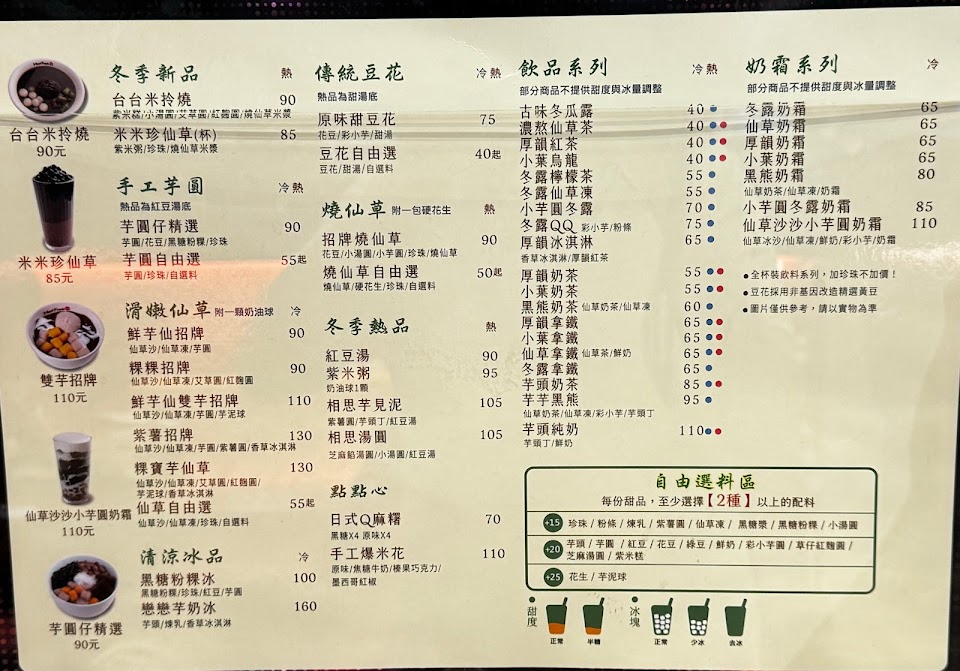 台台米拎燒
90元
米米珍仙草
85元
雙芋招牌
110元
仙草沙沙小芋圓奶霜
110元
芋圓仔精選
90元
冬季新品 熱
台台米拎燒 90
紫米糕/小湯圓/艾草圓/紅麴圓/燒仙草米漿
米米珍仙草(杯) 85
紫米粥/珍珠/燒仙草米漿
手工芋圓 冷熱
熱品為紅豆湯底
芋圓仔精選 90
芋圓/花豆/黑糖粉粿/珍珠
芋圓自由選 55起
芋圓/珍珠/自選料
滑嫩仙草 附一顆奶油球 冷
鮮芋仙招牌 90
仙草沙/仙草凍/芋圓
粿粿招牌 90
仙草沙/仙草凍/艾草圓/紅麴圓
鮮芋仙雙芋招牌 110
仙草沙/仙草凍/芋圓/芋泥球
紫薯招牌 130
仙草沙/仙草凍/芋圓/紫薯圓/香草冰淇淋
粿寶芋仙草 130
仙草沙/仙草凍/艾草圓/紅麴圓/
芋泥球/香草冰淇淋
仙草自由選 55起
仙草沙/仙草凍/珍珠/自選料
清涼冰品 冷
黑糖粉粿冰 100
黑糖粉粿/珍珠/紅豆/芋圓
戀戀芋奶冰 160
芋頭/煉乳/香草冰淇淋
傳統豆花 冷熱
熱品為甜湯底
原味甜豆花 75
花豆/彩小芋/甜湯
豆花自由選 40起
豆花/甜湯/自選料
燒仙草 附一包硬花生 熱
招牌燒仙草 90
花豆/小湯圓/小芋圓/珍珠/燒仙草
燒仙草自由選 50起
燒仙草/硬花生/珍珠/自選料
冬季熱品 熱
紅豆湯 90
紫米粥 95
奶油球1顆
相思芋見泥 105
紫薯圓/芋頭丁/紅豆湯
相思湯圓 105
芝麻餡湯圓/小湯圓/紅豆湯
點點心
日式Q麻糬 70
黑糖X4 原味X4
手工爆米花 110
原味/焦糖牛奶/榛果巧克力/
墨西哥紅椒
飲品系列 冷熱
部分商品不提供甜度與冰量調整
古味冬瓜露 40
濃熬仙草茶 40
厚韻紅茶 40
小葉烏龍 40
冬露檸檬茶 55
冬露仙草凍 55
小芋圓冬露 70
冬露QQ 彩小芋/粉條 75
厚韻冰淇淋 65
香草冰淇淋/厚韻紅茶
厚韻奶茶 55
小葉奶茶 55
黑熊奶茶 仙草奶茶/仙草凍 60
厚韻拿鐵 65
小葉拿鐵 65
仙草拿鐵 仙草茶/鮮奶 65
冬露拿鐵 65
芋頭奶茶 85
芋芋黑熊 95
仙草奶茶/仙草凍/彩小芋/芋頭丁
芋頭純奶 110
芋頭丁/鮮奶
奶霜系列 冷
部分商品不提供甜度與冰量調整
冬露奶霜 65
仙草奶霜 65
厚韻奶霜 65
小葉奶霜 65
黑熊奶霜 80
仙草奶茶/仙草凍/奶霜
小芋圓冬露奶霜 85
仙草沙沙小芋圓奶霜 110
仙草冰沙/仙草凍/鮮奶/彩小芋/奶霜
●全杯裝飲料系列，加珍珠不加價！
●豆花採用非基因改造精選黃豆
●圖片僅供參考，請以實物為準
自由選料區
每份甜品，至少選擇【2種】以上的配料
+15 珍珠/粉條/煉乳/紫薯圓/仙草凍/ 黑糖漿/黑糖粉粿/小湯圓
+20 芋頭/芋圓/紅豆/花豆/綠豆/鮮奶/彩小芋圓/草仔紅麴圓/
芝麻湯圓/紫米糕
+25 花生/芋泥球
甜度 正常 半糖
冰塊 正常 少冰 去冰